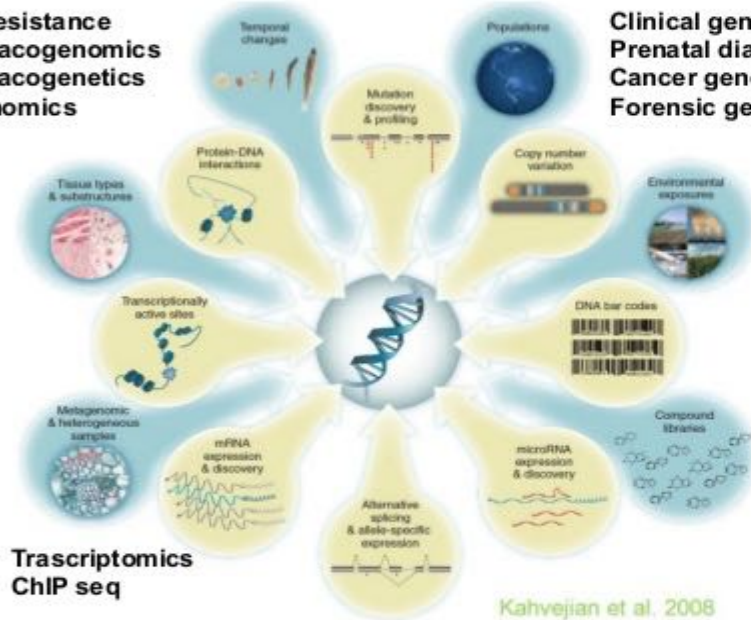 esistance
acogenomics
acogenetics
nomics
Clinical gen
Prenatal dia
Cancer gen
Forensic ge
Temporal
changes
Populations
Mutation
discovery
& profiling
Protein-DNA
interactions
Copy number
variation
Tissue types
& substructures
Environmental
exposures
Transcriptionally
active sites
DNA bar codes
Metagenomic
& heterogeneous
samples
Compound
libraries
mRNA
expression
& discovery
microRNA
expression
& discovery
Alternative
splicing
& allele-specific
expression
Trascriptomics
ChIP seq
Kahvejian et al. 2008